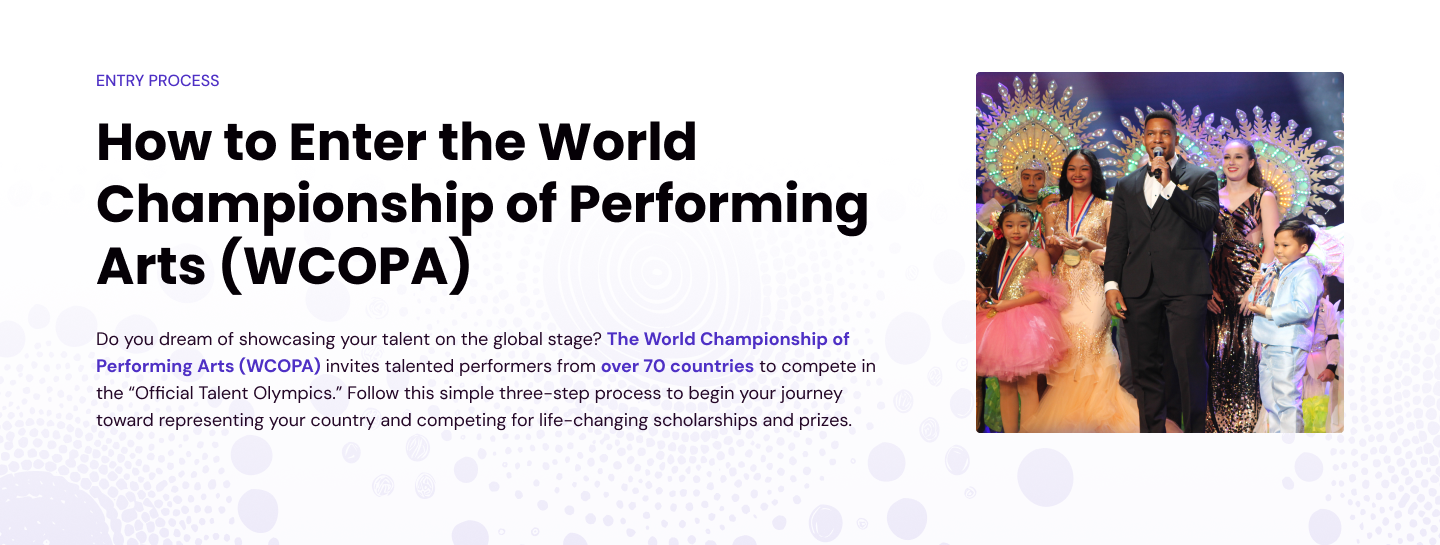 ENTRY PROCESS
How to Enter the World
Championship of Performing
Arts (WCOPA)
Do you dream of showcasing your talent on the global stage? The World Championship of
Performing Arts (WCOPA) invites talented performers from over 70 countries to compete in
the “Official Talent Olympics.” Follow this simple three-step process to begin your journey
toward representing your country and competing for life-changing scholarships and prizes.